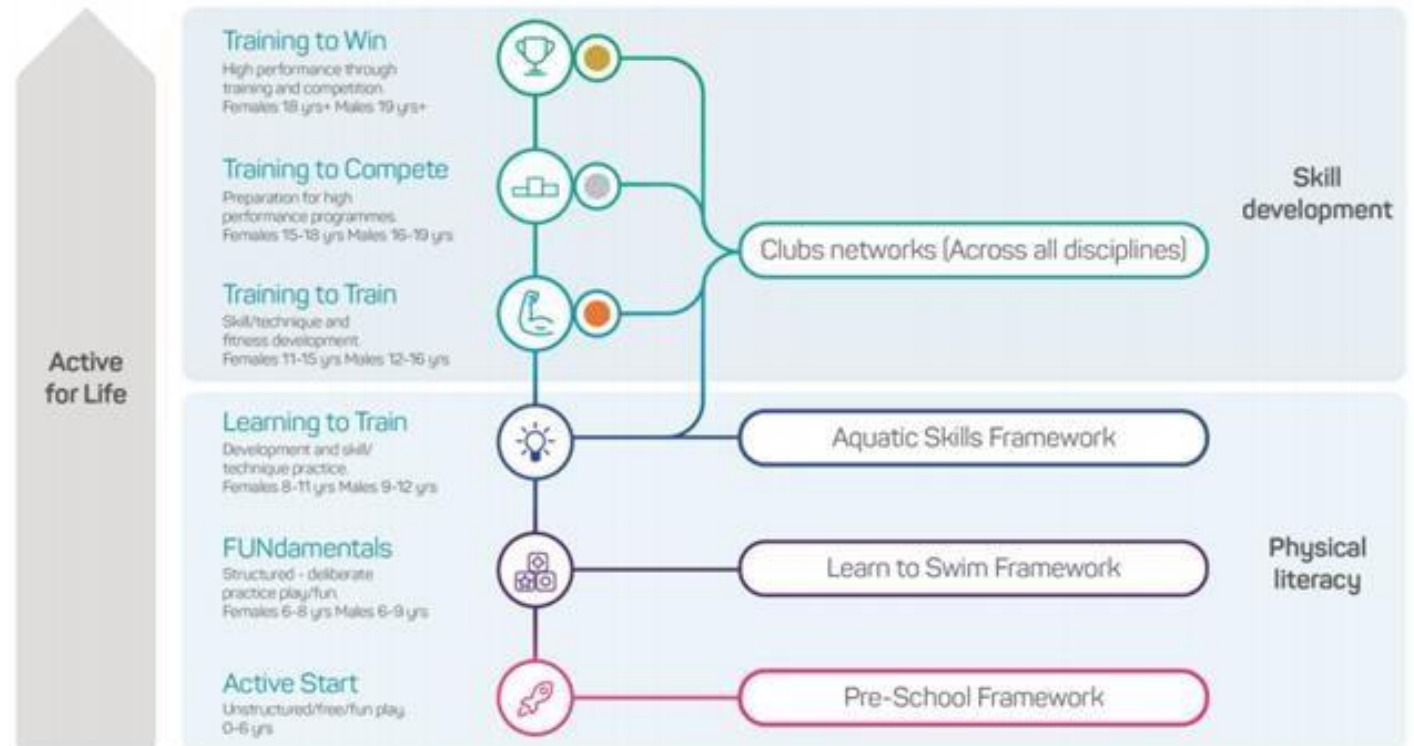 Training to Win
High performance through
training and competition.
Females 18 yrs+ Males 19 yrs+
Training to Compete
Preparation for high
performance programmes.
Females 15-18 yrs Males 16-19 yrs
Training to Train
Skill/technique and
fitness development.
Females 11-15 yrs Males 12-16 yrs
Clubs networks (Across all disciplines)
Skill
development
Active
for Life
Learning to Train
Development and skill/
technique practice.
Females 8-11 yrs Males 9-12 yrs
Aquatic Skills Framework
FUNdamentals
Structured - deliberate
practice play/fun.
Females 6-8 yrs Males 6-9 yrs
Learn to Swim Framework
Physical
literacy
Active Start
Unstructured/free/fun play.
0-6 yrs
Pre-School Framework